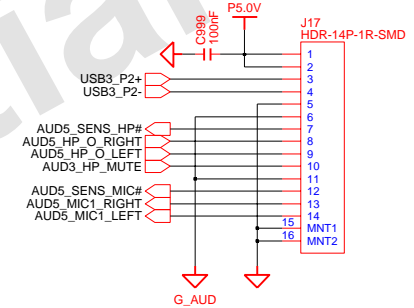 P5.0V
C999
100nF
J17
HDR-14P-1R-SMD
1
2
USB3_P2+ 3
USB3_P2- 4
5
6
AUD5_SENS_HP# 7
AUD5_HP_O_RIGHT 8
AUD5_HP_O_LEFT 9
AUD3_HP_MUTE 10
11
AUD5_SENS_MIC# 12
AUD5_MIC1_RIGHT 13
AUD5_MIC1_LEFT 14
15 MNT1
16 MNT2
G_AUD